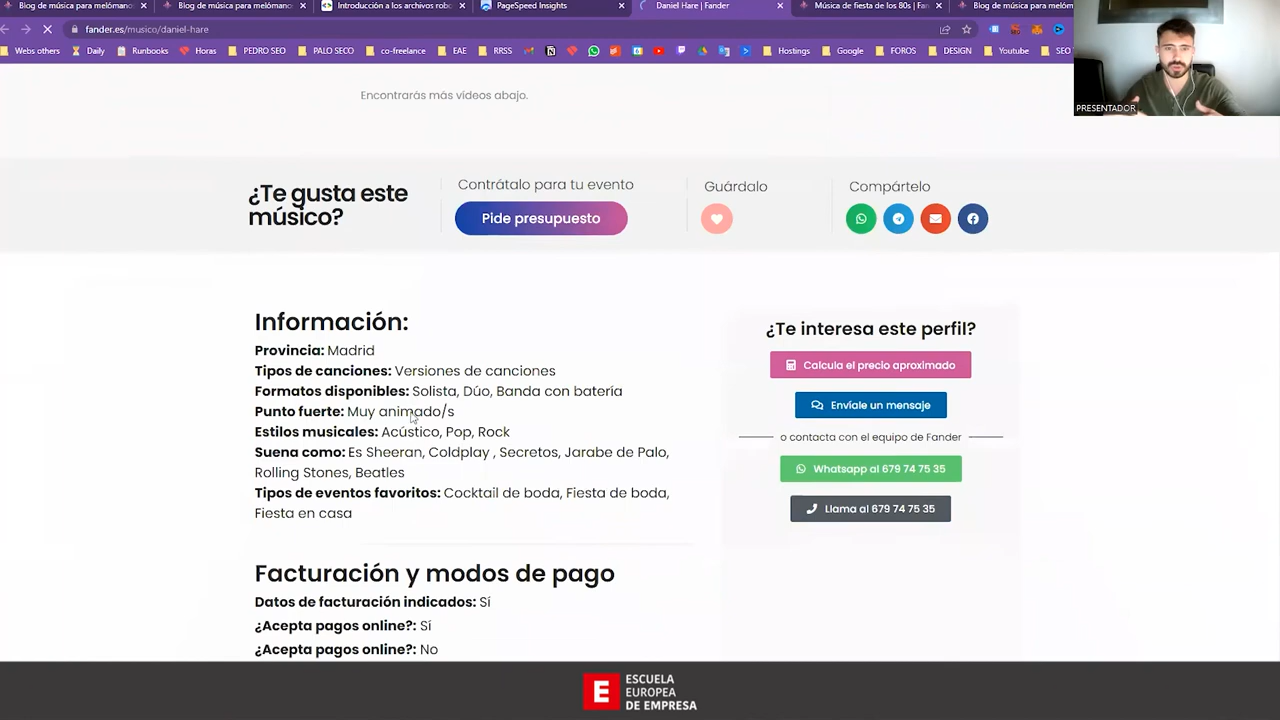 Blog de música para melómano
Blog de música para melómano
Introducción a los archivos robo
PageSpeed Insights
Daniel Hare | Fander
Música de fiesta de los 80s | Fan
Blog de música para melóm
fander.es/musico/daniel-hare
Webs others
Daily
Runbooks
Horas
PEDRO SEO
PALO SECO
co-freelance
EAE
RRSS
Hostings
Google
FOROS
DESIGN
Youtube
SEO
PRESENTADOR
Encontrarás más vídeos abajo.
¿Te gusta este
músico?
Contrátalo para tu evento
Pide presupuesto
Guárdalo
Compártelo
Información:
Provincia: Madrid
Tipos de canciones: Versiones de canciones
Formatos disponibles: Solista, Dúo, Banda con batería
Punto fuerte: Muy animado/s
Estilos musicales: Acústico, Pop, Rock
Suena como: Es Sheeran, Coldplay , Secretos, Jarabe de Palo,
Rolling Stones, Beatles
Tipos de eventos favoritos: Cocktail de boda, Fiesta de boda,
Fiesta en casa
¿Te interesa este perfil?
Calcula el precio aproximado
Envíale un mensaje
o contacta con el equipo de Fander
Whatsapp al 679 74 75 35
Llama al 679 74 75 35
Facturación y modos de pago
Datos de facturación indicados: Sí
¿Acepta pagos online?: Sí
¿Acepta pagos online?: No
E ESCUELA
EUROPEA
DE EMPRESA